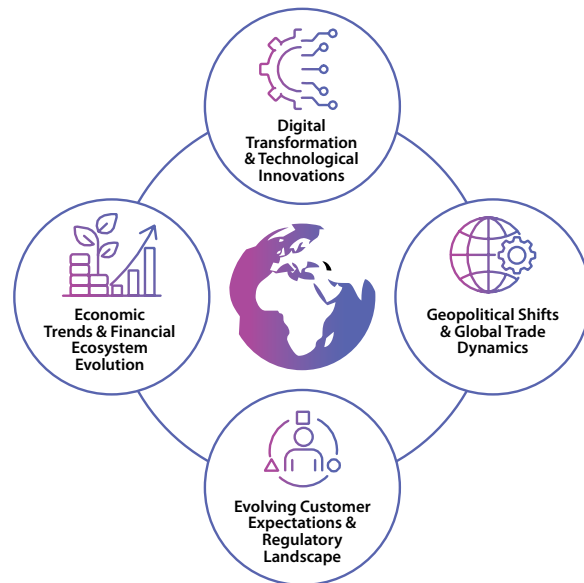 Digital
Transformation
& Technological
Innovations
Economic
Trends & Financial
Ecosystem
Evolution
Geopolitical Shifts
& Global Trade
Dynamics
Evolving Customer
Expectations &
Regulatory
Landscape